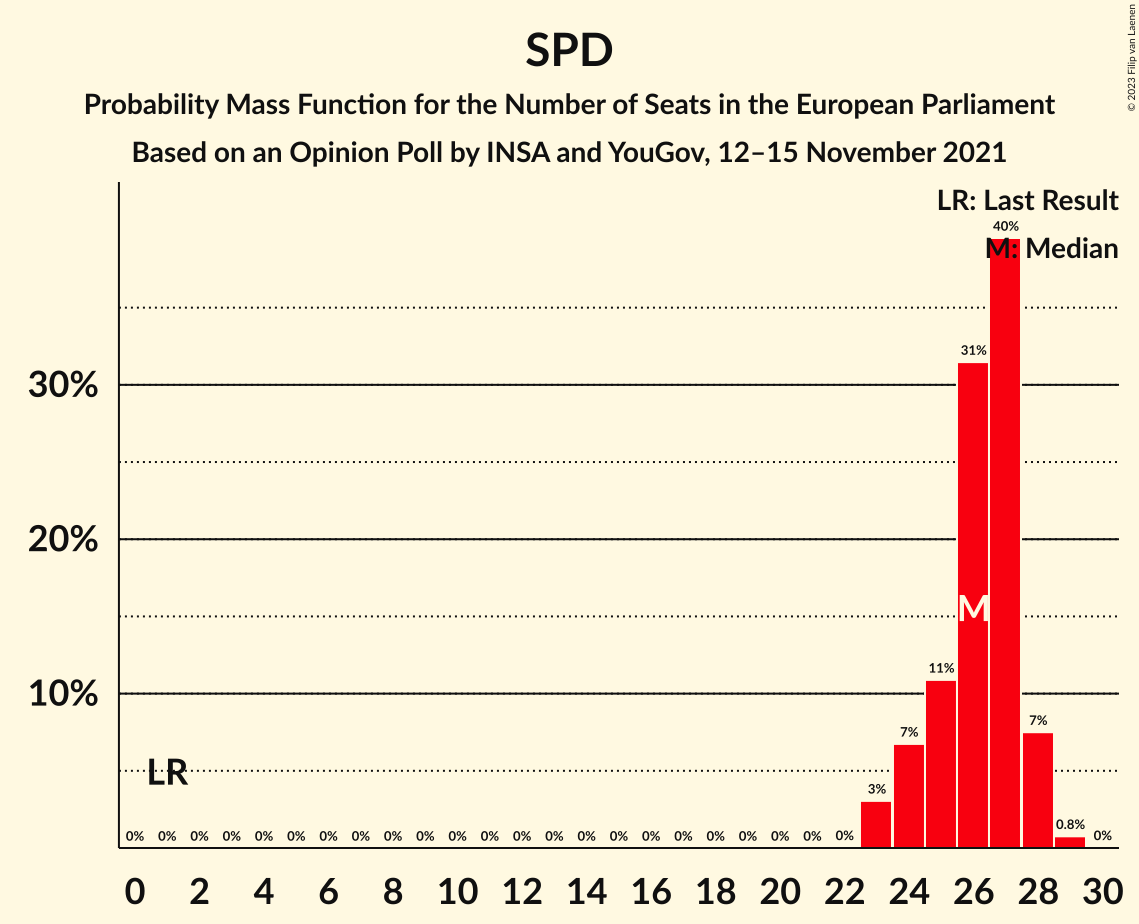 SPD
Probability Mass Function for the Number of Seats in the European Parliament
Based on an Opinion Poll by INSA and YouGov, 12–15 November 2021
© 2023 Filip van Laenen
LR: Last Result
M: Median
30%
20%
10%
LR
M
0% 0% 0% 0% 0% 0% 0% 0% 0% 0% 0% 0% 0% 0% 0% 0% 0% 0% 0% 0% 0% 0% 0% 3% 7% 11% 31% 40% 7% 0.8% 0%
0 2 4 6 8 10 12 14 16 18 20 22 24 26 28 30